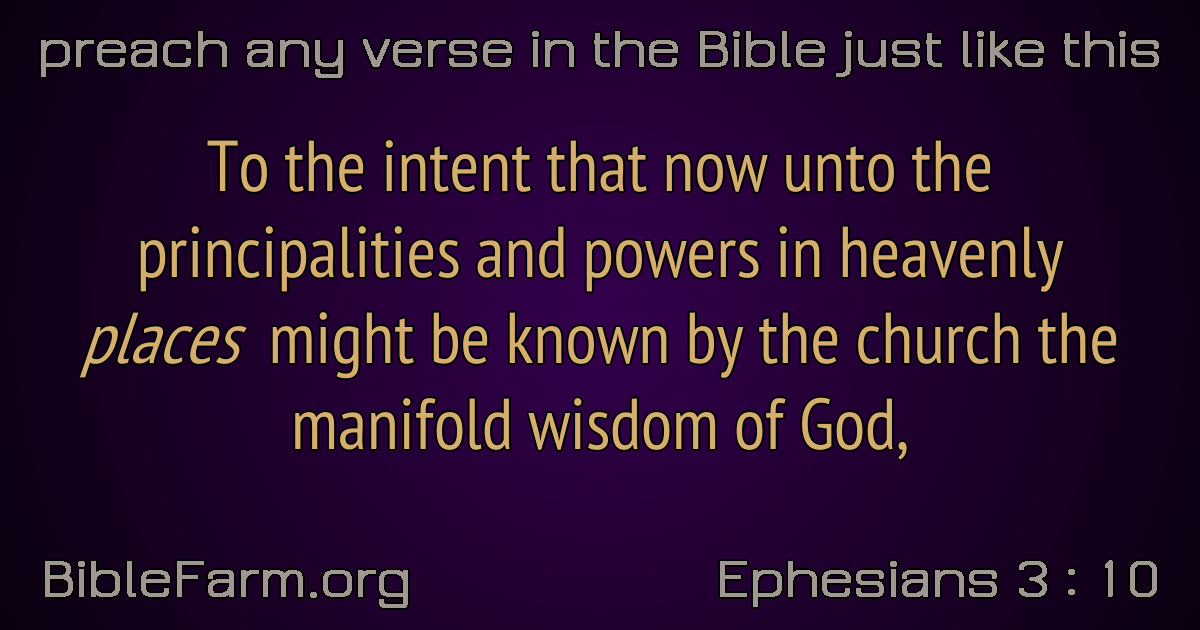 preach any verse in the Bible just like this
To the intent that now unto the
principalities and powers in heavenly
places might be known by the church the
manifold wisdom of God,
BibleFarm.org
Ephesians 3 : 10